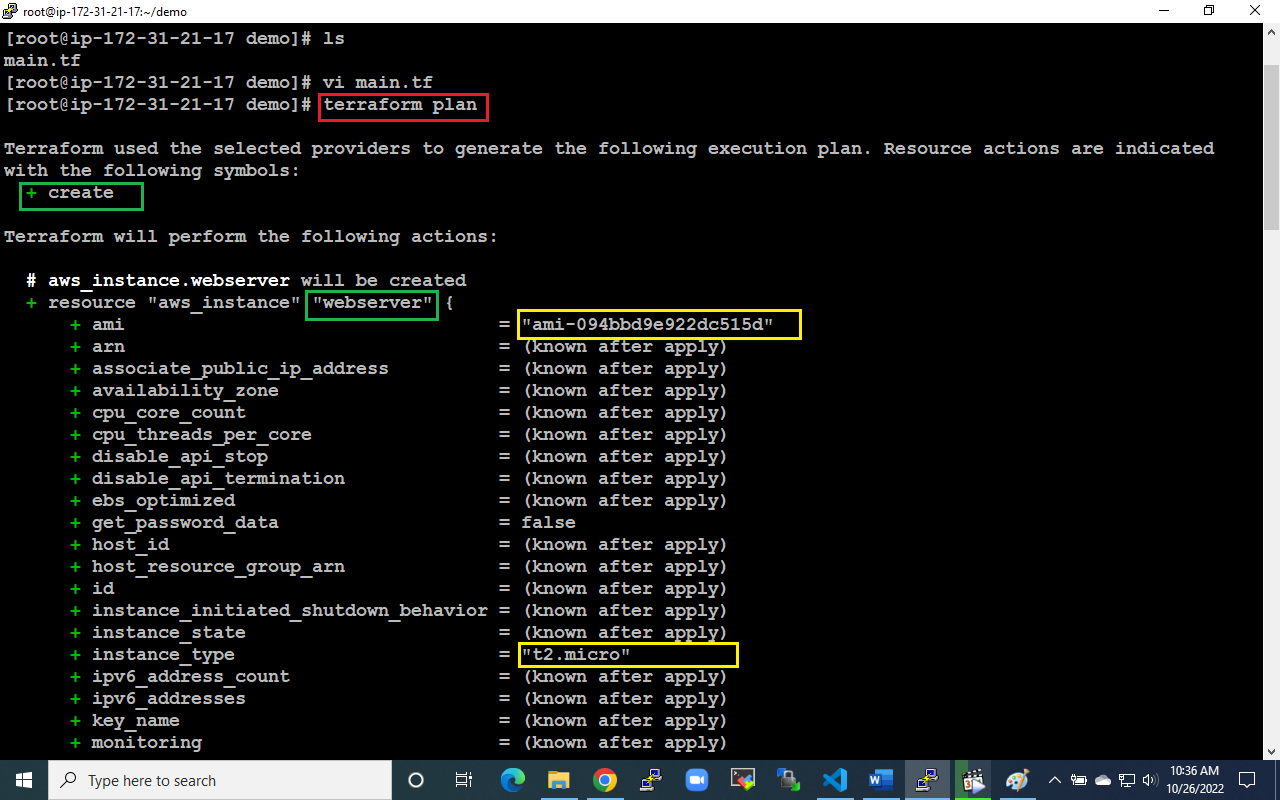 root@ip-172-31-21-17:~/demo
[root@ip-172-31-21-17 demo]# ls
main.tf
[root@ip-172-31-21-17 demo]# vi main.tf
[root@ip-172-31-21-17 demo]# terraform plan
Terraform used the selected providers to generate the following execution plan. Resource actions are indicated
with the following symbols:
  + create
Terraform will perform the following actions:
  # aws_instance.webserver will be created
  + resource "aws_instance" "webserver" {
      + ami                                  = "ami-094bbd9e922dc515d"
      + arn                                  = (known after apply)
      + associate_public_ip_address          = (known after apply)
      + availability_zone                    = (known after apply)
      + cpu_core_count                       = (known after apply)
      + cpu_threads_per_core                 = (known after apply)
      + disable_api_stop                     = (known after apply)
      + disable_api_termination              = (known after apply)
      + ebs_optimized                        = (known after apply)
      + get_password_data                    = false
      + host_id                              = (known after apply)
      + host_resource_group_arn              = (known after apply)
      + id                                   = (known after apply)
      + instance_initiated_shutdown_behavior = (known after apply)
      + instance_state                       = (known after apply)
      + instance_type                        = "t2.micro"
      + ipv6_address_count                   = (known after apply)
      + ipv6_addresses                       = (known after apply)
      + key_name                             = (known after apply)
      + monitoring                           = (known after apply)
Type here to search
10:36 AM
10/26/2022